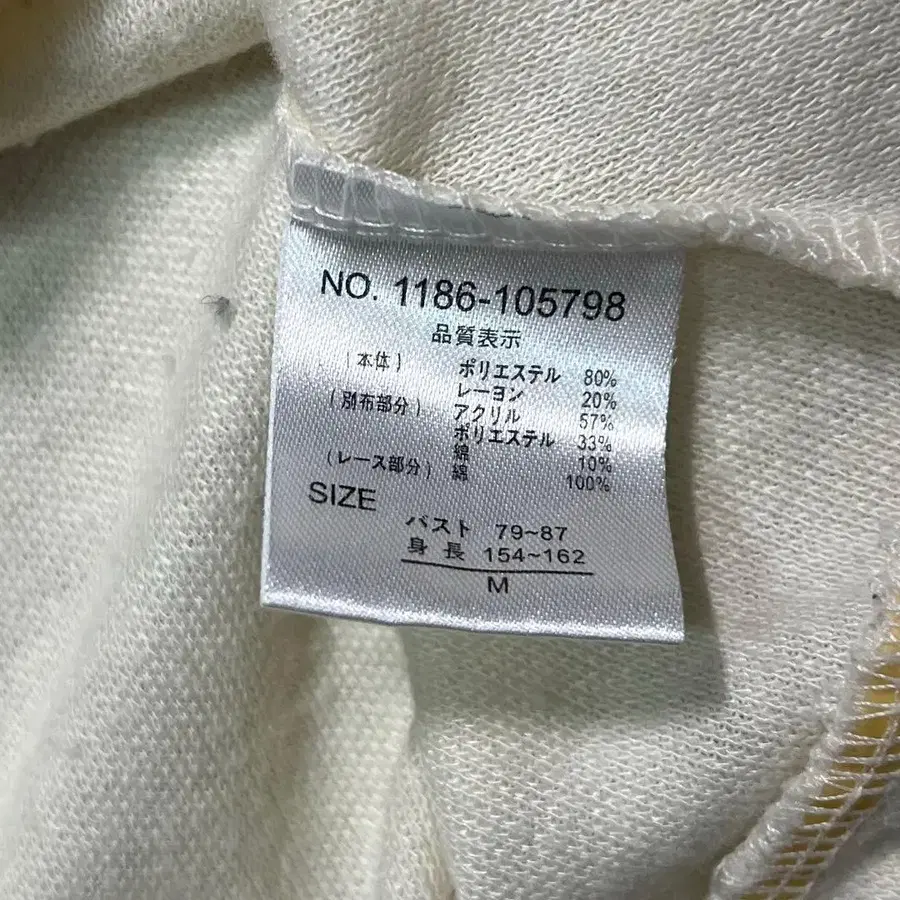 NO. 1186-105798
品質表示
(本体) ポリエステル 80%
レーヨン 20%
(別布部分) アクリル 57%
ポリエステル 33%
綿 10%
(レース部分) 綿 100%
SIZE
バスト 79~87
身長 154~162
M